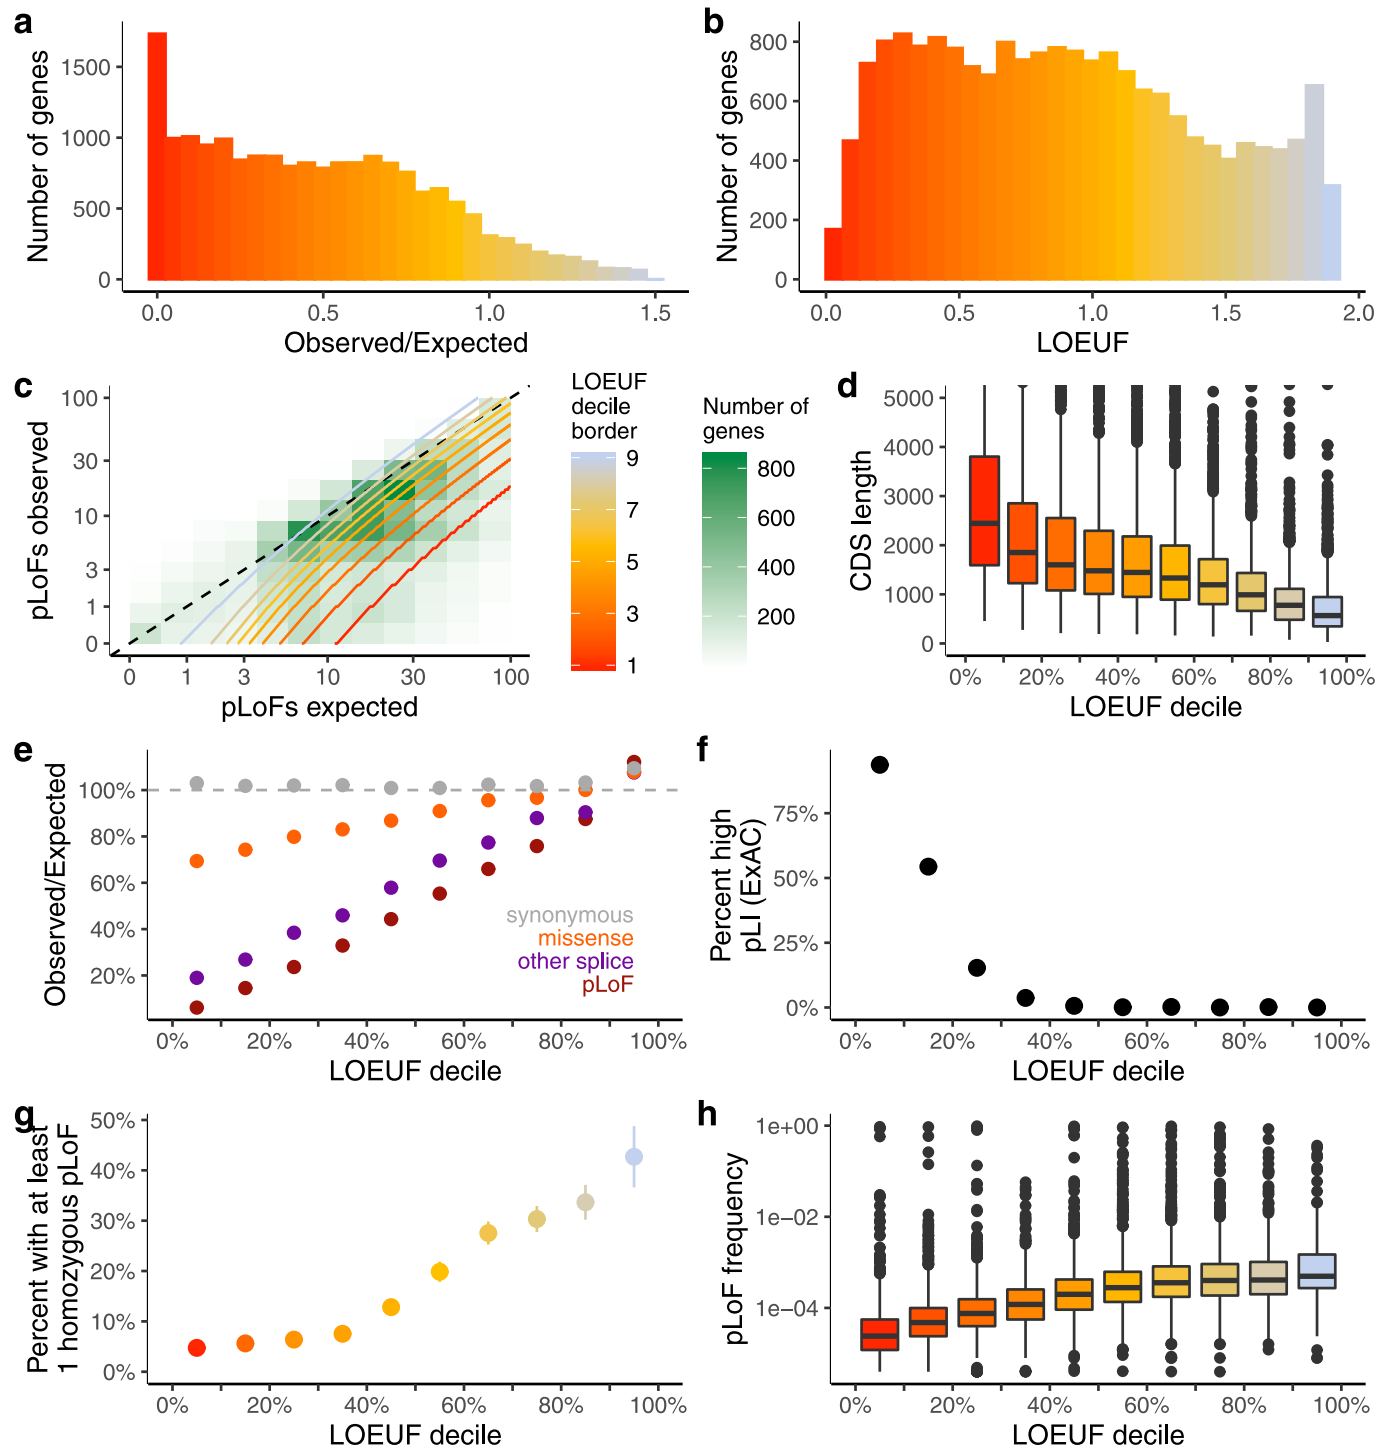 a
Number of genes
1500
1000
500
0
0.0
0.5
1.0
1.5
Observed/Expected
b
Number of genes
800
600
400
200
0
0.0
0.5
1.0
1.5
2.0
LOEUF
c
pLoFs observed
100
30
10
3
1
0
0
1
3
10
30
100
pLoFs expected
LOEUF
decile
border
9
7
5
3
1
Number of
genes
800
600
400
200
d
CDS length
5000
4000
3000
2000
1000
0
0%
20%
40%
60%
80%
100%
LOEUF decile
e
Observed/Expected
100%
80%
60%
40%
20%
synonymous
missense
other splice
pLoF
0%
20%
40%
60%
80%
100%
LOEUF decile
f
Percent high
pLI (ExAC)
75%
50%
25%
0%
0%
20%
40%
60%
80%
100%
LOEUF decile
g
Percent with at least
1 homozygous pLoF
50%
40%
30%
20%
10%
0%
0%
20%
40%
60%
80%
100%
LOEUF decile
h
pLoF frequency
1e+00
1e−02
1e−04
0%
20%
40%
60%
80%
100%
LOEUF decile